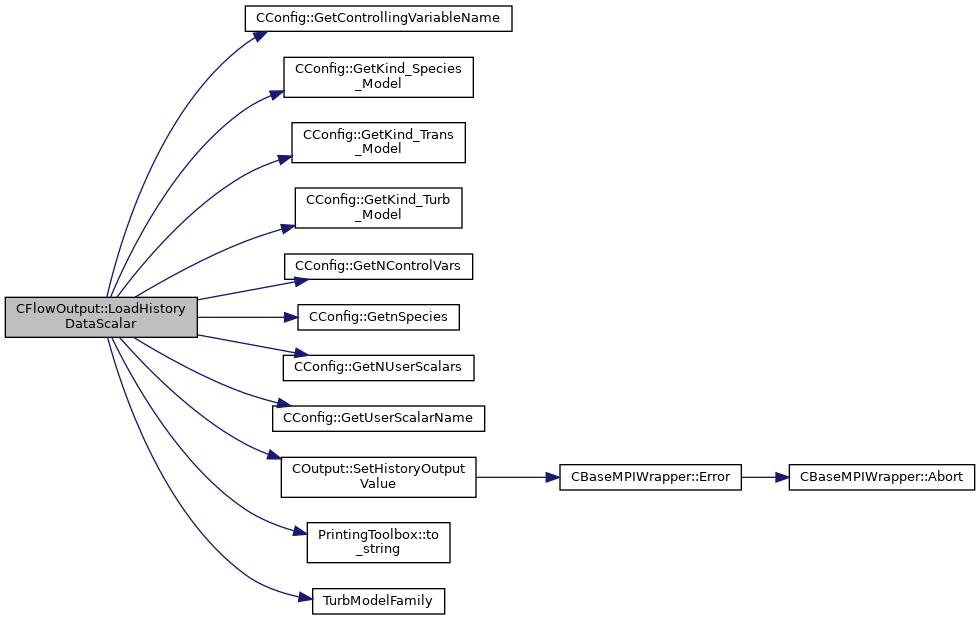 CConfig::GetControllingVariableName
CConfig::GetKind_Species
_Model
CConfig::GetKind_Trans
_Model
CConfig::GetKind_Turb
_Model
CConfig::GetNControlVars
CFlowOutput::LoadHistory
DataScalar
CConfig::GetnSpecies
CConfig::GetNUserScalars
CConfig::GetUserScalarName
COutput::SetHistoryOutput
Value
CBaseMPIWrapper::Error
CBaseMPIWrapper::Abort
PrintingToolbox::to
_string
TurbModelFamily